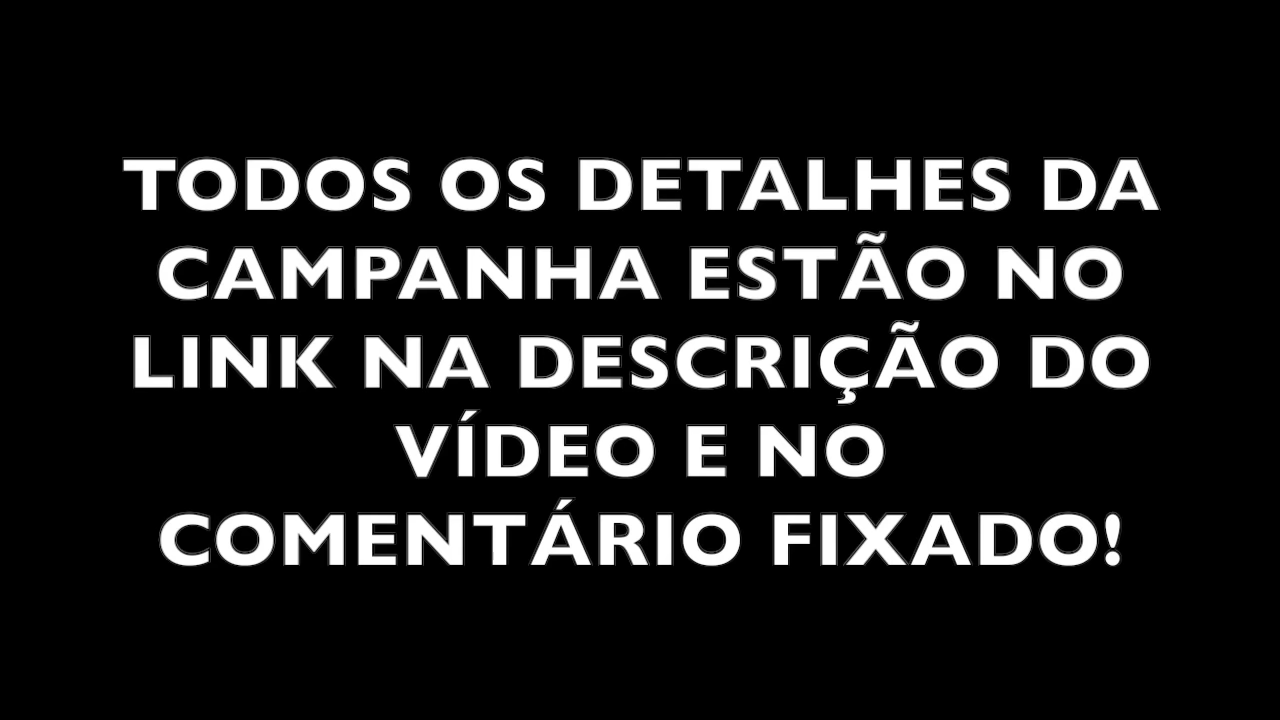 TODOS OS DETALHES DA
CAMPANHA ESTÃO NO
LINK NA DESCRIÇÃO DO
VÍDEO E NO
COMENTÁRIO FIXADO!